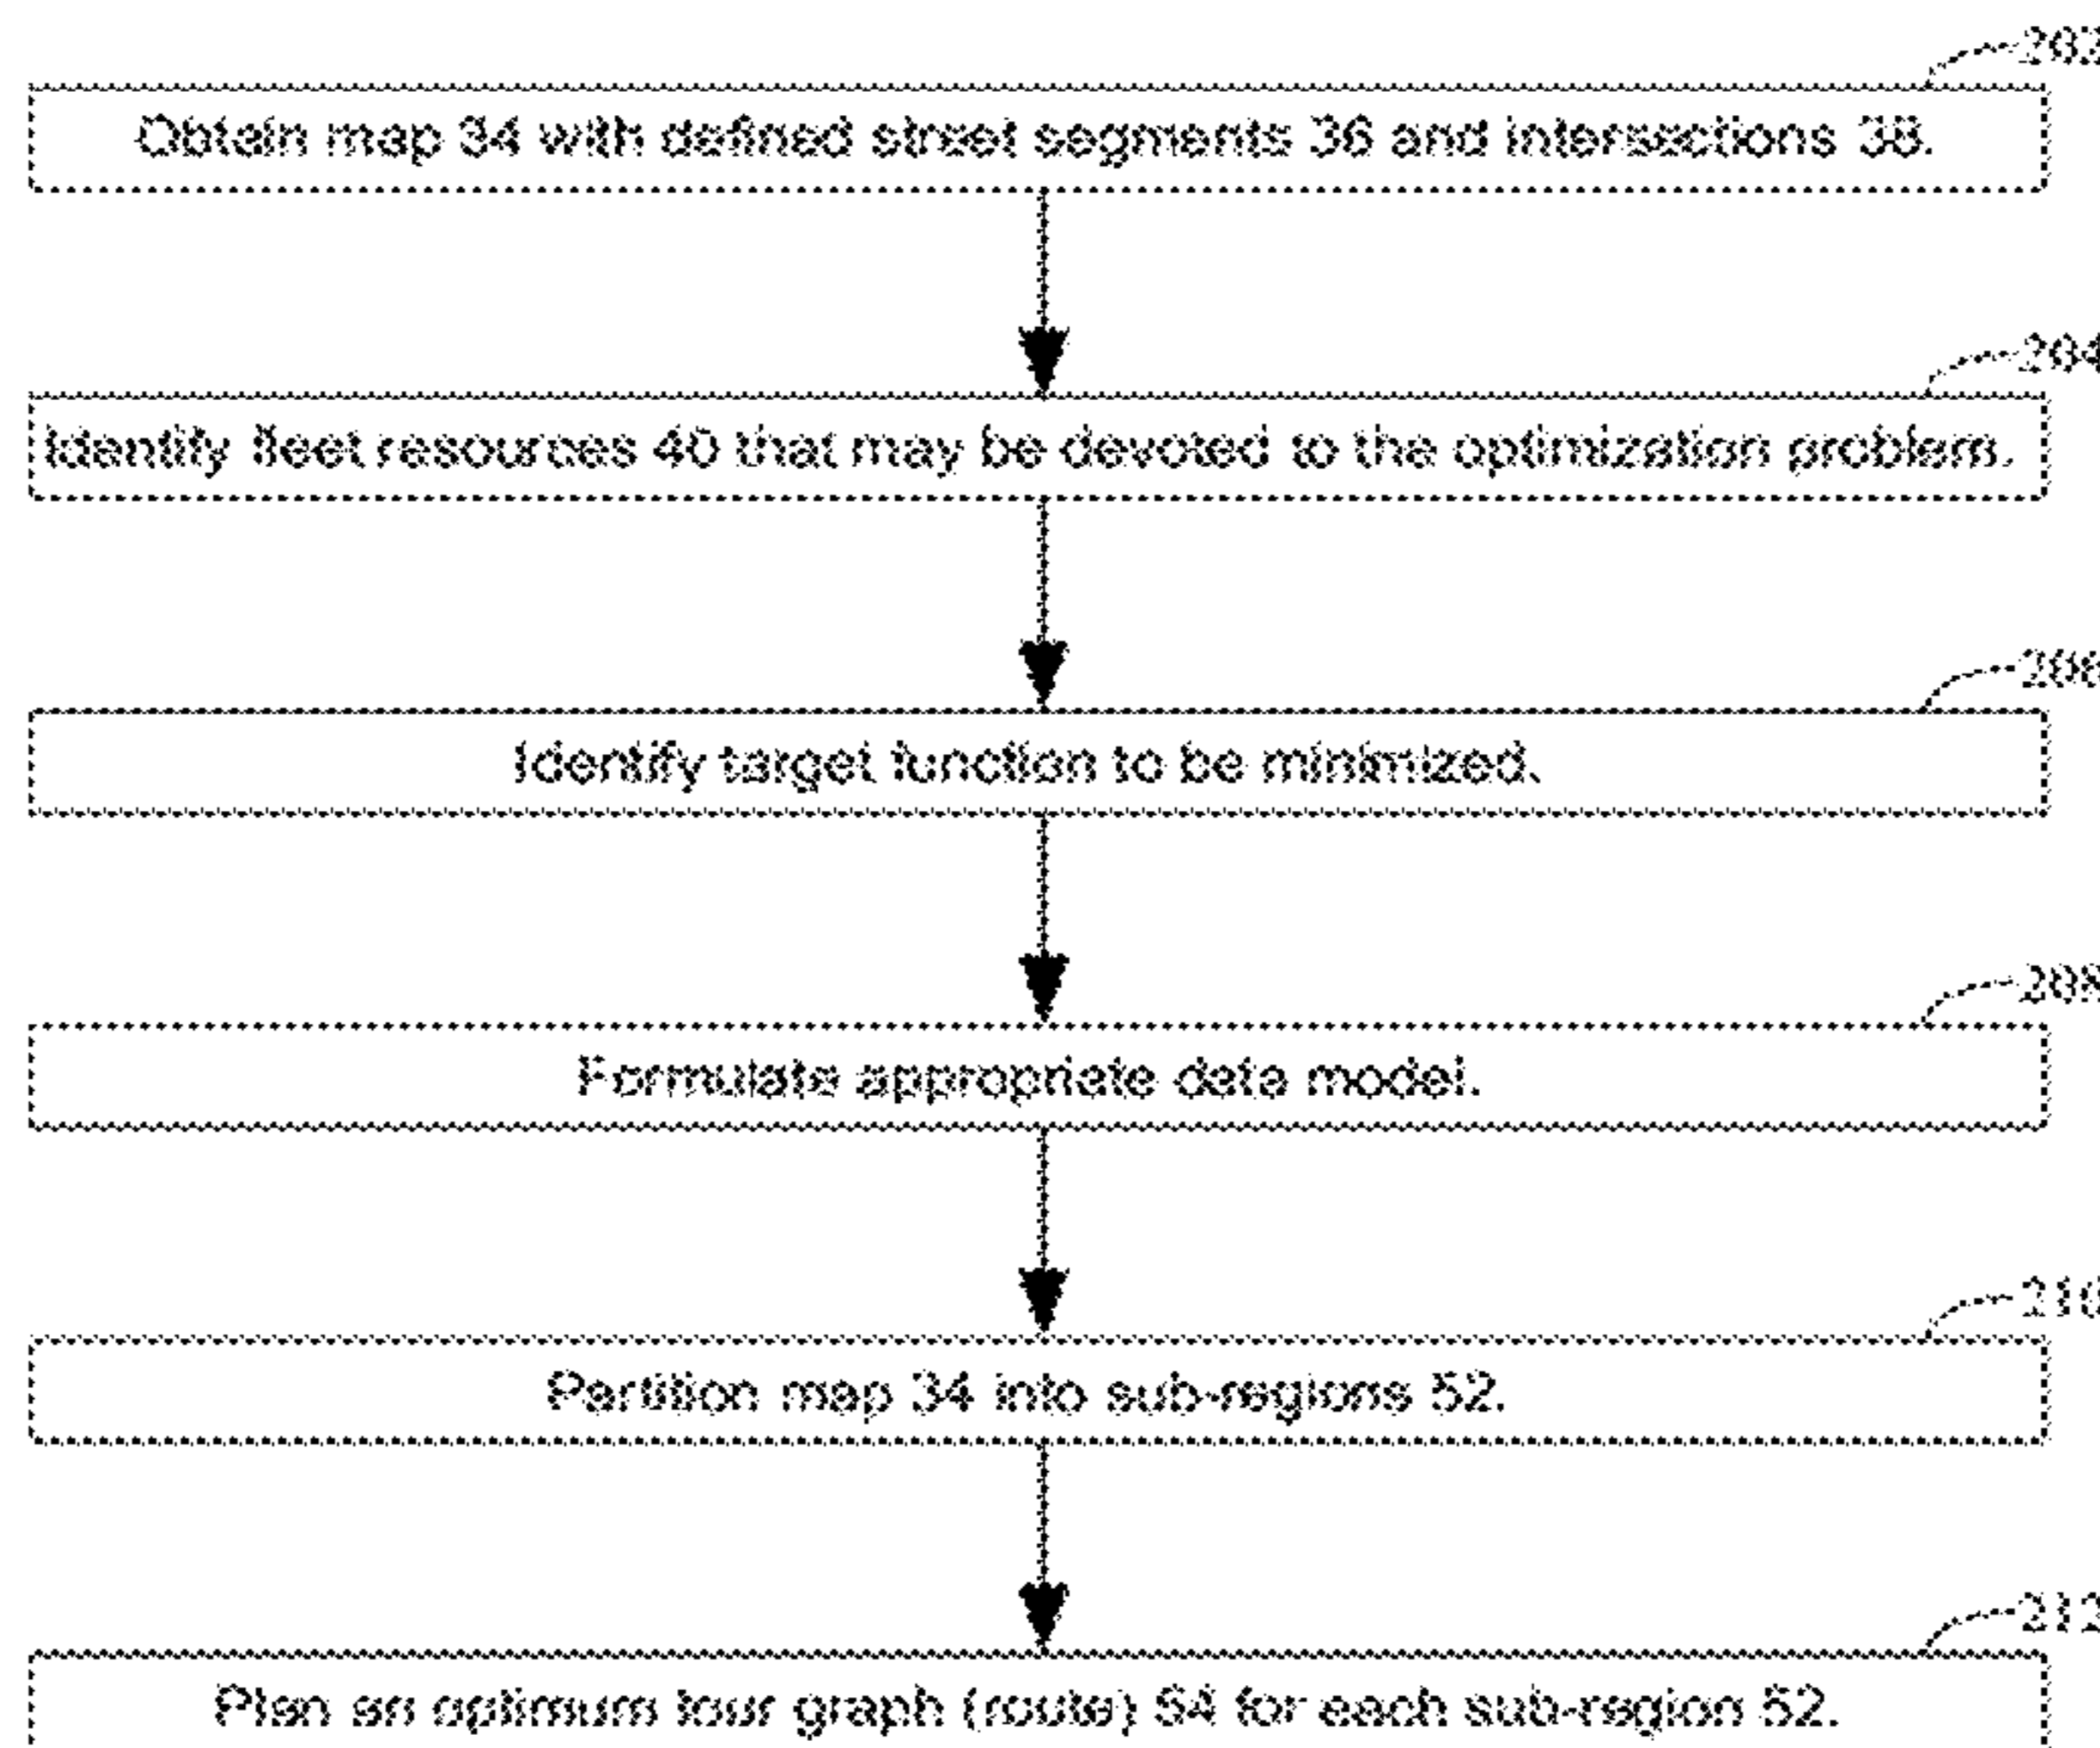 202
Obtain map 34 with defined street segments 36 and intersections 38.
204
Identify fleet resources 40 that may be devoted to the optimization problem.
206
Identify target function to be minimized.
208
Formulate appropriate data model.
210
Partition map 34 into sub-regions 52.
212
Plan an optimum tour graph (route) 54 for each sub-region 52.